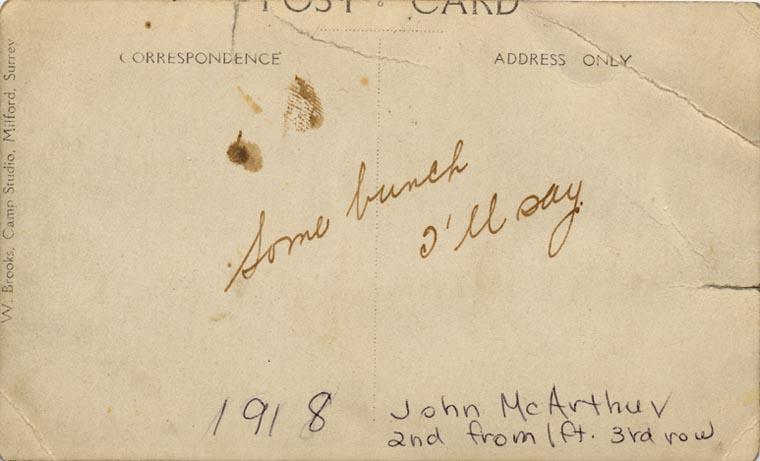 POST CARD
CORRESPONDENCE
ADDRESS ONLY
W. Brooks, Camp Studio, Milford, Surrey
Some bunch
I'll say.
1918
John McArthur
2nd from lft. 3rd row